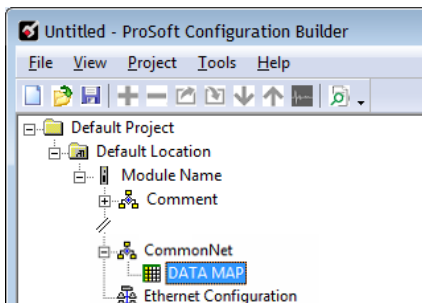 Untitled - ProSoft Configuration Builder
File View Project Tools Help
Default Project
Default Location
Module Name
Comment
CommonNet
DATA MAP
Ethernet Configuration